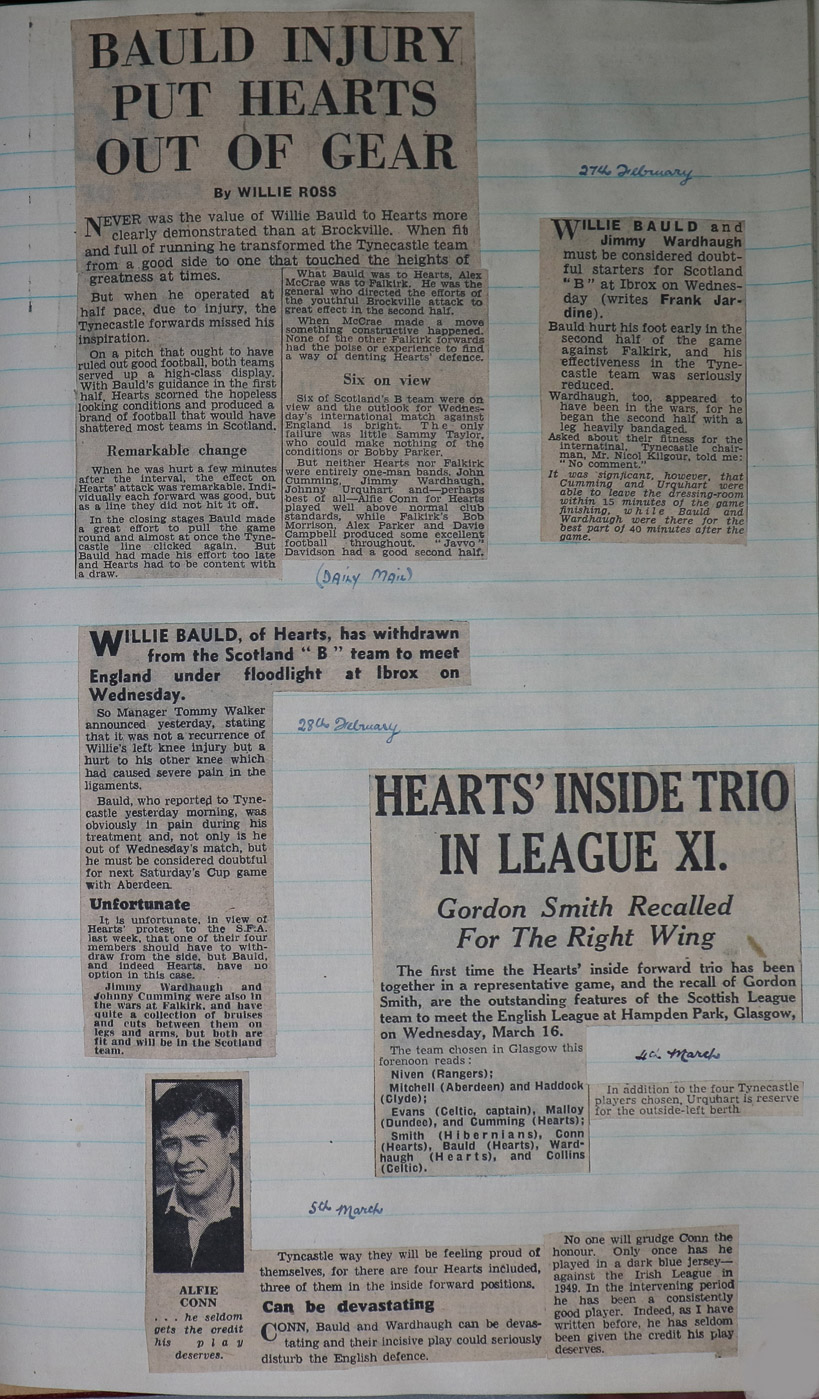 BAULD INJURY
PUT HEARTS
OUT OF GEAR
By WILLIE ROSS
NEVER was the value of Willie Bauld to Hearts more
clearly demonstrated than at Brockville. When fit
and full of running he transformed the Tynecastle team
from a good side to one that touched the heights of
greatness at times.
But when he operated at
half pace, due to injury, the
Tynecastle forwards missed his
inspiration.
On a pitch that ought to have
ruled out good football, both teams
served up a high-class display.
With Bauld's guidance in the first
half, Hearts scorned the hopeless
looking conditions and produced a
brand of football that would have
shattered most teams in Scotland.
Remarkable change
When he was hurt a few minutes
after the interval, the effect on
Hearts' attack was remarkable. Indi-
vidually each forward was good, but
as a line they did not hit it off.
In the closing stages Bauld made
a great effort to pull the game
round and almost at once the Tyne-
castle line clicked again. But
Bauld had made his effort too late
and Hearts had to be content with
a draw.
What Bauld was to Hearts, Alex
McCrae was to Falkirk. He was the
general who directed the efforts of
the youthful Brockville attack to
great effect in the second half.
When McCrae made a move
something constructive happened.
None of the other Falkirk forwards
had the poise or experience to find
a way of denting Hearts' defence.
Six on view
Six of Scotland's B team were on
view and the outlook for Wednes-
day's international match against
England is bright. The only
failure was little Sammy Taylor,
who could make nothing of the
conditions or Bobby Parker.
But neither Hearts nor Falkirk
were entirely one-man bands. John
Cumming, Jimmy Wardhaugh,
Johnny Urquhart and—perhaps
best of all—Alfie Conn for Hearts
played well above normal club
standards, while Falkirk's Bob
Morrison, Alex Parker and Davie
Campbell produced some excellent
football throughout. "Javvo"
Davidson had a good second half.
(DAILY MAIL)
27th February
WILLIE BAULD and
Jimmy Wardhaugh
must be considered doubt-
ful starters for Scotland
"B" at Ibrox on Wednes-
day (writes Frank Jar-
dine).
Bauld hurt his foot early in the
second half of the game
against Falkirk, and his
effectiveness in the Tyne-
castle team was seriously
reduced.
Wardhaugh, too, appeared to
have been in the wars, for he
began the second half with a
leg heavily bandaged.
Asked about their fitness for the
internatinal, Tynecastle chair-
man, Mr. Nicol Kilgour, told me:
"No comment."
It was signficant, however, that
Cumming and Urquhart were
able to leave the dressing-room
within 15 minutes of the game
finishing, while Bauld and
Wardhaugh were there for the
best part of 40 minutes after the
game.
WILLIE BAULD, of Hearts, has withdrawn
from the Scotland "B" team to meet
England under floodlight at Ibrox on
Wednesday.
So Manager Tommy Walker
announced yesterday, stating
that it was not a recurrence of
Willie's left knee injury but a
hurt to his other knee which
had caused severe pain in the
ligaments.
Bauld, who reported to Tyne-
castle yesterday morning, was
obviously in pain during his
treatment and, not only is he
out of Wednesday's match, but
he must be considered doubtful
for next Saturday's Cup game
with Aberdeen.
Unfortunate
It is unfortunate, in view of
Hearts' protest to the S.F.A.
last week, that one of their four
members should have to with-
draw from the side, but Bauld,
and indeed Hearts, have no
option in this case.
Jimmy Wardhaugh and
Johnny Cumming were also in
the wars at Falkirk, and have
quite a collection of bruises
and cuts between them on
legs and arms, but both are
fit and will be in the Scotland
team.
28th February
HEARTS' INSIDE TRIO
IN LEAGUE XI.
Gordon Smith Recalled
For The Right Wing
The first time the Hearts' inside forward trio has been
together in a representative game, and the recall of Gordon
Smith, are the outstanding features of the Scottish League
team to meet the English League at Hampden Park, Glasgow,
on Wednesday, March 16.
The team chosen in Glasgow this
forenoon reads:
Niven (Rangers);
Mitchell (Aberdeen) and Haddock
(Clyde);
Evans (Celtic, captain), Malloy
(Dundee), and Cumming (Hearts);
Smith (Hibernians), Conn
(Hearts), Bauld (Hearts), Ward-
haugh (Hearts), and Collins
(Celtic).
4th March
In addition to the four Tynecastle
players chosen, Urquhart is reserve
for the outside-left berth
ALFIE
CONN
. . . he seldom
gets the credit
his play
deserves.
5th March
Tyncastle way they will be feeling proud of
themselves, for there are four Hearts included,
three of them in the inside forward positions.
Can be devastating
CONN, Bauld and Wardhaugh can be devas-
tating and their incisive play could seriously
disturb the English defence.
No one will grudge Conn the
honour. Only once has he
played in a dark blue jersey—
against the Irish League in
1949. In the intervening period
he has been a consistently
good player. Indeed, as I have
written before, he has seldom
been given the credit his play
deserves.